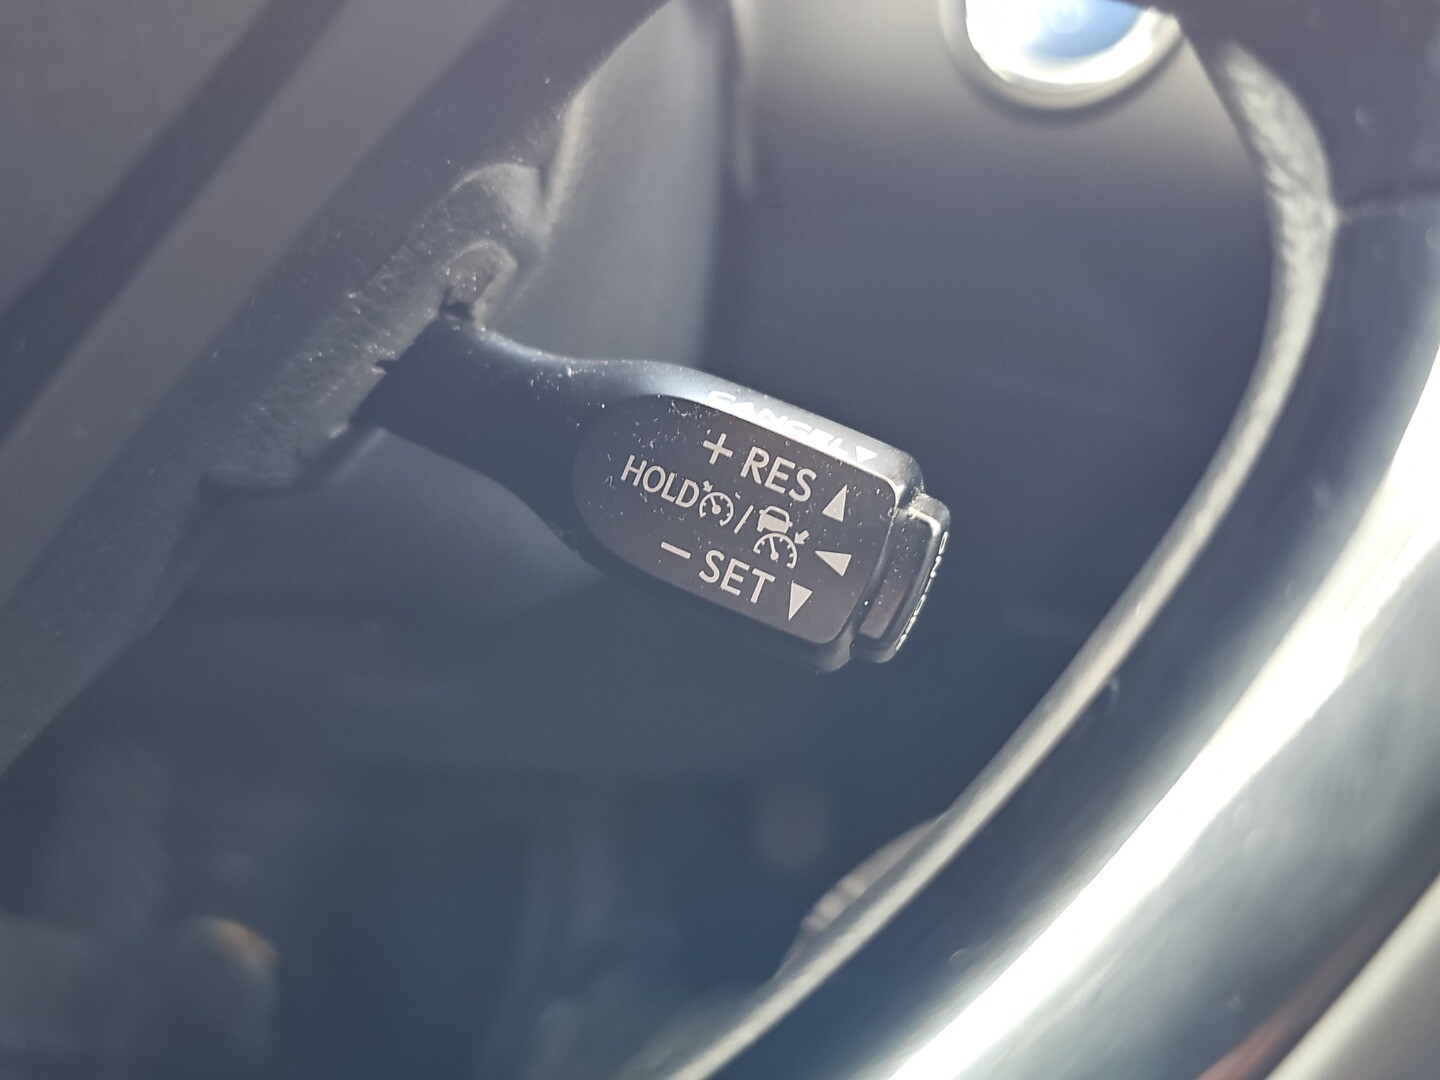 CANCEL▼
+ RES ▲
HOLD / ◀
− SET ▼